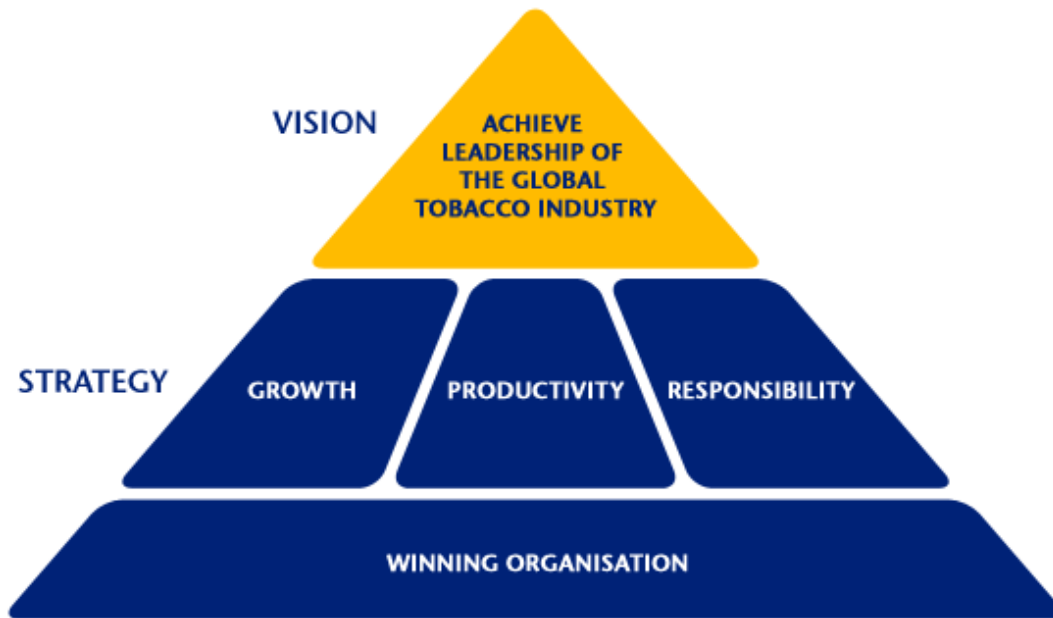 VISION
ACHIEVE
LEADERSHIP OF
THE GLOBAL
TOBACCO INDUSTRY
STRATEGY
GROWTH
PRODUCTIVITY
RESPONSIBILITY
WINNING ORGANISATION